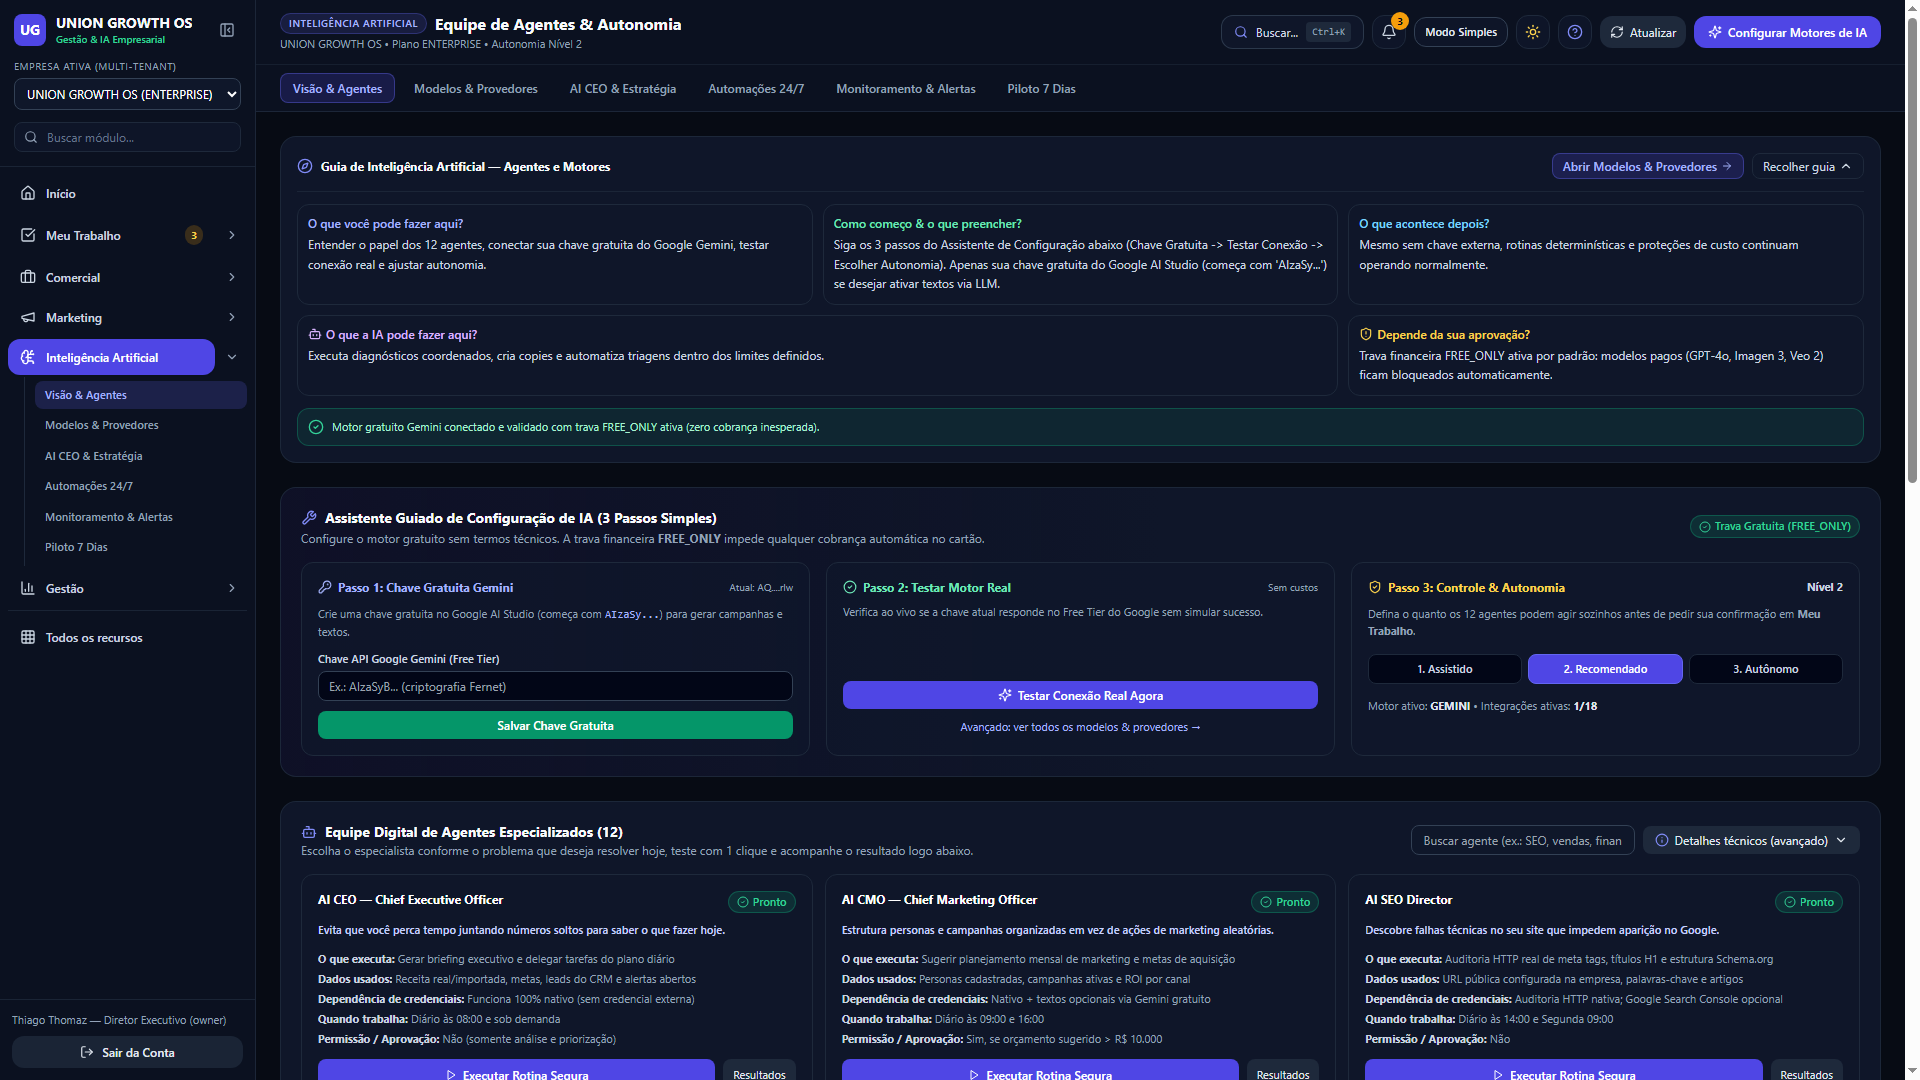 UG
UNION GROWTH OS
Gestão & IA Empresarial
EMPRESA ATIVA (MULTI-TENANT)
UNION GROWTH OS (ENTERPRISE)
Buscar módulo...
Início
Meu Trabalho
3
Comercial
Marketing
Inteligência Artificial
Visão & Agentes
Modelos & Provedores
AI CEO & Estratégia
Automações 24/7
Monitoramento & Alertas
Piloto 7 Dias
Gestão
Todos os recursos
Thiago Thomaz — Diretor Executivo (owner)
Sair da Conta
INTELIGÊNCIA ARTIFICIAL
Equipe de Agentes & Autonomia
UNION GROWTH OS • Plano ENTERPRISE • Autonomia Nível 2
Buscar...
Ctrl+K
3
Modo Simples
Atualizar
Configurar Motores de IA
Visão & Agentes
Modelos & Provedores
AI CEO & Estratégia
Automações 24/7
Monitoramento & Alertas
Piloto 7 Dias
Guia de Inteligência Artificial — Agentes e Motores
Abrir Modelos & Provedores
Recolher guia
O que você pode fazer aqui?
Entender o papel dos 12 agentes, conectar sua chave gratuita do Google Gemini, testar
conexão real e ajustar autonomia.
Como começo & o que preencher?
Siga os 3 passos do Assistente de Configuração abaixo (Chave Gratuita -> Testar Conexão ->
Escolher Autonomia). Apenas sua chave gratuita do Google AI Studio (começa com 'AIzaSy...')
se desejar ativar textos via LLM.
O que acontece depois?
Mesmo sem chave externa, rotinas determinísticas e proteções de custo continuam
operando normalmente.
O que a IA pode fazer aqui?
Executa diagnósticos coordenados, cria copies e automatiza triagens dentro dos limites definidos.
Depende da sua aprovação?
Trava financeira FREE_ONLY ativa por padrão: modelos pagos (GPT-4o, Imagen 3, Veo 2)
ficam bloqueados automaticamente.
Motor gratuito Gemini conectado e validado com trava FREE_ONLY ativa (zero cobrança inesperada).
Assistente Guiado de Configuração de IA (3 Passos Simples)
Configure o motor gratuito sem termos técnicos. A trava financeira FREE_ONLY impede qualquer cobrança automática no cartão.
Trava Gratuita (FREE_ONLY)
Passo 1: Chave Gratuita Gemini
Atual: AQ...rlw
Crie uma chave gratuita no Google AI Studio (começa com AIzaSy...) para gerar campanhas e
textos.
Chave API Google Gemini (Free Tier)
Ex.: AIzaSyB... (criptografia Fernet)
Salvar Chave Gratuita
Passo 2: Testar Motor Real
Sem custos
Verifica ao vivo se a chave atual responde no Free Tier do Google sem simular sucesso.
Testar Conexão Real Agora
Avançado: ver todos os modelos & provedores →
Passo 3: Controle & Autonomia
Nível 2
Defina o quanto os 12 agentes podem agir sozinhos antes de pedir sua confirmação em Meu
Trabalho.
1. Assistido
2. Recomendado
3. Autônomo
Motor ativo: GEMINI • Integrações ativas: 1/18
Equipe Digital de Agentes Especializados (12)
Escolha o especialista conforme o problema que deseja resolver hoje, teste com 1 clique e acompanhe o resultado logo abaixo.
Buscar agente (ex.: SEO, vendas, finan
Detalhes técnicos (avançado)
AI CEO — Chief Executive Officer
Pronto
Evita que você perca tempo juntando números soltos para saber o que fazer hoje.
O que executa: Gerar briefing executivo e delegar tarefas do plano diário
Dados usados: Receita real/importada, metas, leads do CRM e alertas abertos
Dependência de credenciais: Funciona 100% nativo (sem credencial externa)
Quando trabalha: Diário às 08:00 e sob demanda
Permissão / Aprovação: Não (somente análise e priorização)
Executar Rotina Segura
Resultados
AI CMO — Chief Marketing Officer
Pronto
Estrutura personas e campanhas organizadas em vez de ações de marketing aleatórias.
O que executa: Sugerir planejamento mensal de marketing e metas de aquisição
Dados usados: Personas cadastradas, campanhas ativas e ROI por canal
Dependência de credenciais: Nativo + textos opcionais via Gemini gratuito
Quando trabalha: Diário às 09:00 e 16:00
Permissão / Aprovação: Sim, se orçamento sugerido > R$ 10.000
Executar Rotina Segura
Resultados
AI SEO Director
Pronto
Descobre falhas técnicas no seu site que impedem aparição no Google.
O que executa: Auditoria HTTP real de meta tags, títulos H1 e estrutura Schema.org
Dados usados: URL pública configurada na empresa, palavras-chave e artigos
Dependência de credenciais: Auditoria HTTP nativa; Google Search Console opcional
Quando trabalha: Diário às 14:00 e Segunda 09:00
Permissão / Aprovação: Não
Executar Rotina Segura
Resultados